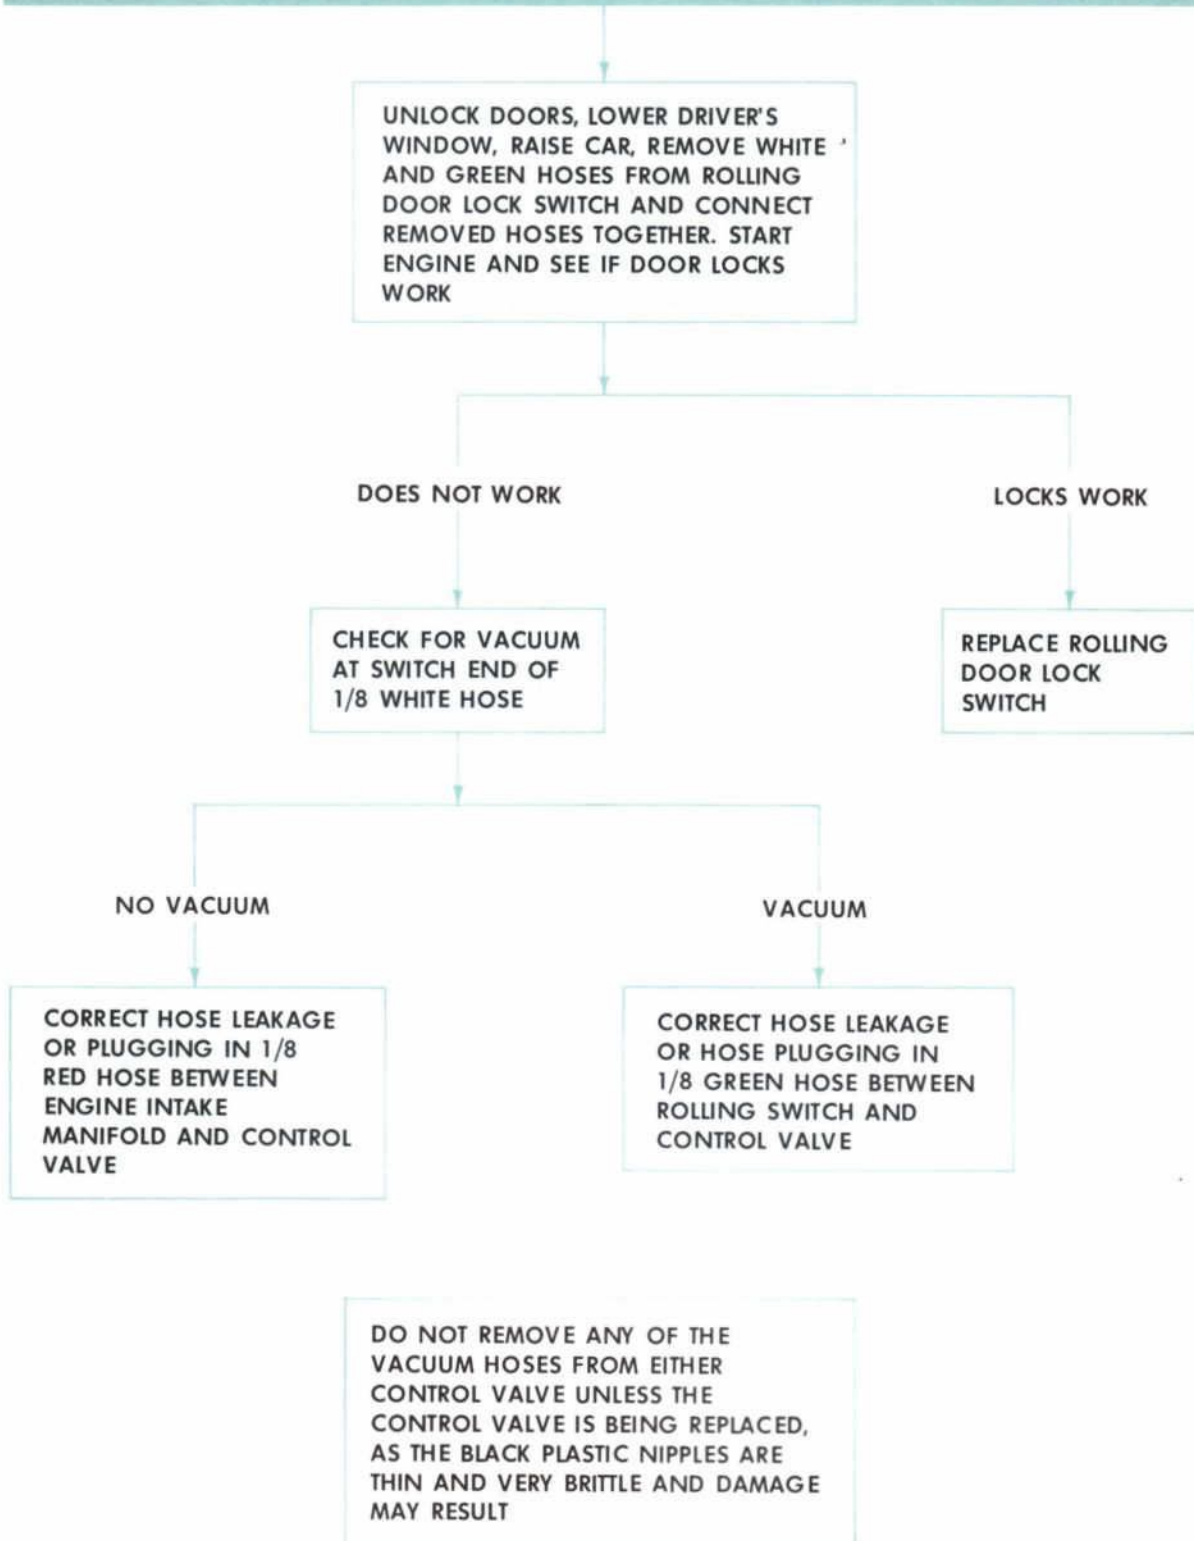 UNLOCK DOORS, LOWER DRIVER'S
WINDOW, RAISE CAR, REMOVE WHITE
AND GREEN HOSES FROM ROLLING
DOOR LOCK SWITCH AND CONNECT
REMOVED HOSES TOGETHER. START
ENGINE AND SEE IF DOOR LOCKS
WORK
DOES NOT WORK
LOCKS WORK
CHECK FOR VACUUM
AT SWITCH END OF
1/8 WHITE HOSE
REPLACE ROLLING
DOOR LOCK
SWITCH
NO VACUUM
VACUUM
CORRECT HOSE LEAKAGE
OR PLUGGING IN 1/8
RED HOSE BETWEEN
ENGINE INTAKE
MANIFOLD AND CONTROL
VALVE
CORRECT HOSE LEAKAGE
OR HOSE PLUGGING IN
1/8 GREEN HOSE BETWEEN
ROLLING SWITCH AND
CONTROL VALVE
DO NOT REMOVE ANY OF THE
VACUUM HOSES FROM EITHER
CONTROL VALVE UNLESS THE
CONTROL VALVE IS BEING REPLACED,
AS THE BLACK PLASTIC NIPPLES ARE
THIN AND VERY BRITTLE AND DAMAGE
MAY RESULT